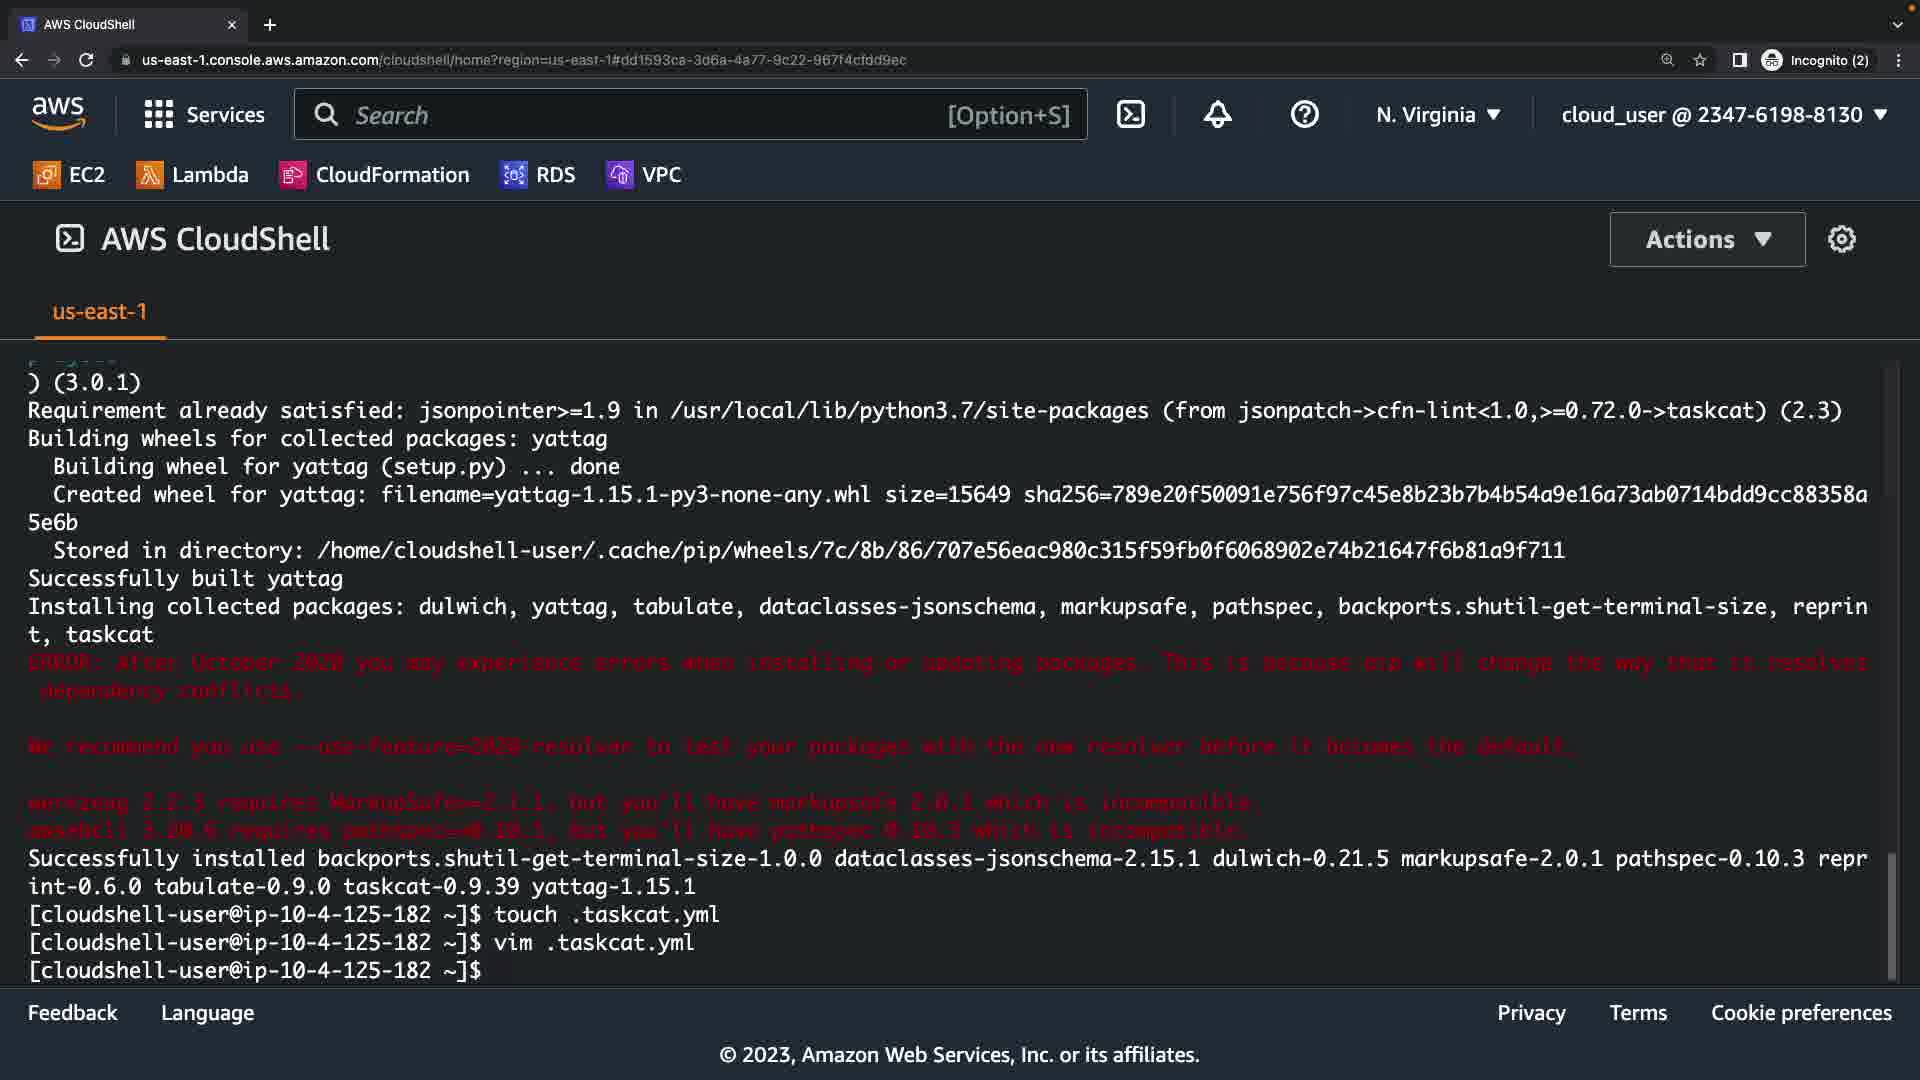 AWS CloudShell
us-east-1.console.aws.amazon.com/cloudshell/home?region=us-east-1#dd1593ca-3d6a-4a77-9c22-967f4cfdd9ec
Incognito (2)
aws
Services
Search
[Option+S]
N. Virginia
cloud_user @ 2347-6198-8130
EC2
Lambda
CloudFormation
RDS
VPC
AWS CloudShell
Actions
us-east-1
) (3.0.1)
Requirement already satisfied: jsonpointer>=1.9 in /usr/local/lib/python3.7/site-packages (from jsonpatch->cfn-lint<1.0,>=0.72.0->taskcat) (2.3)
Building wheels for collected packages: yattag
Building wheel for yattag (setup.py) ... done
Created wheel for yattag: filename=yattag-1.15.1-py3-none-any.whl size=15649 sha256=789e20f50091e756f97c45e8b23b7b4b54a9e16a73ab0714bdd9cc88358a
5e6b
Stored in directory: /home/cloudshell-user/.cache/pip/wheels/7c/8b/86/707e56eac980c315f59fb0f6068902e74b21647f6b81a9f711
Successfully built yattag
Installing collected packages: dulwich, yattag, tabulate, dataclasses-jsonschema, markupsafe, pathspec, backports.shutil-get-terminal-size, reprin
t, taskcat
ERROR: After October 2020 you may experience errors when installing or updating packages. This is because pip will change the way that it resolves
dependency conflicts.
We recommend you use --use-feature=2020-resolver to test your packages with the new resolver before it becomes the default.
werkzeug 2.2.3 requires MarkupSafe>=2.1.1, but you'll have markupsafe 2.0.1 which is incompatible.
awsebcli 3.20.6 requires pathspec==0.10.1, but you'll have pathspec 0.10.3 which is incompatible.
Successfully installed backports.shutil-get-terminal-size-1.0.0 dataclasses-jsonschema-2.15.1 dulwich-0.21.5 markupsafe-2.0.1 pathspec-0.10.3 repr
int-0.6.0 tabulate-0.9.0 taskcat-0.9.39 yattag-1.15.1
[cloudshell-user@ip-10-4-125-182 ~]$ touch .taskcat.yml
[cloudshell-user@ip-10-4-125-182 ~]$ vim .taskcat.yml
[cloudshell-user@ip-10-4-125-182 ~]$
Feedback
Language
Privacy
Terms
Cookie preferences
© 2023, Amazon Web Services, Inc. or its affiliates.